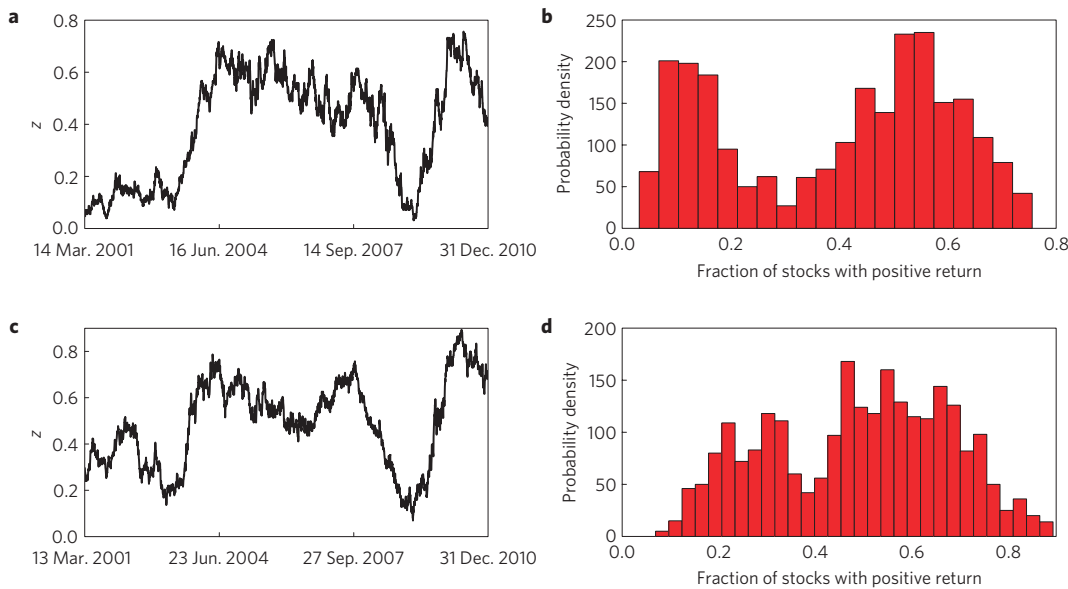 a
0.8
0.6
0.4
0.2
0.0
z
14 Mar. 2001
16 Jun. 2004
14 Sep. 2007
31 Dec. 2010
b
250
200
150
100
50
0
Probability density
0.0
0.2
0.4
0.6
0.8
Fraction of stocks with positive return
c
0.8
0.6
0.4
0.2
0.0
z
13 Mar. 2001
23 Jun. 2004
27 Sep. 2007
31 Dec. 2010
d
200
150
100
50
0
Probability density
0.0
0.2
0.4
0.6
0.8
Fraction of stocks with positive return